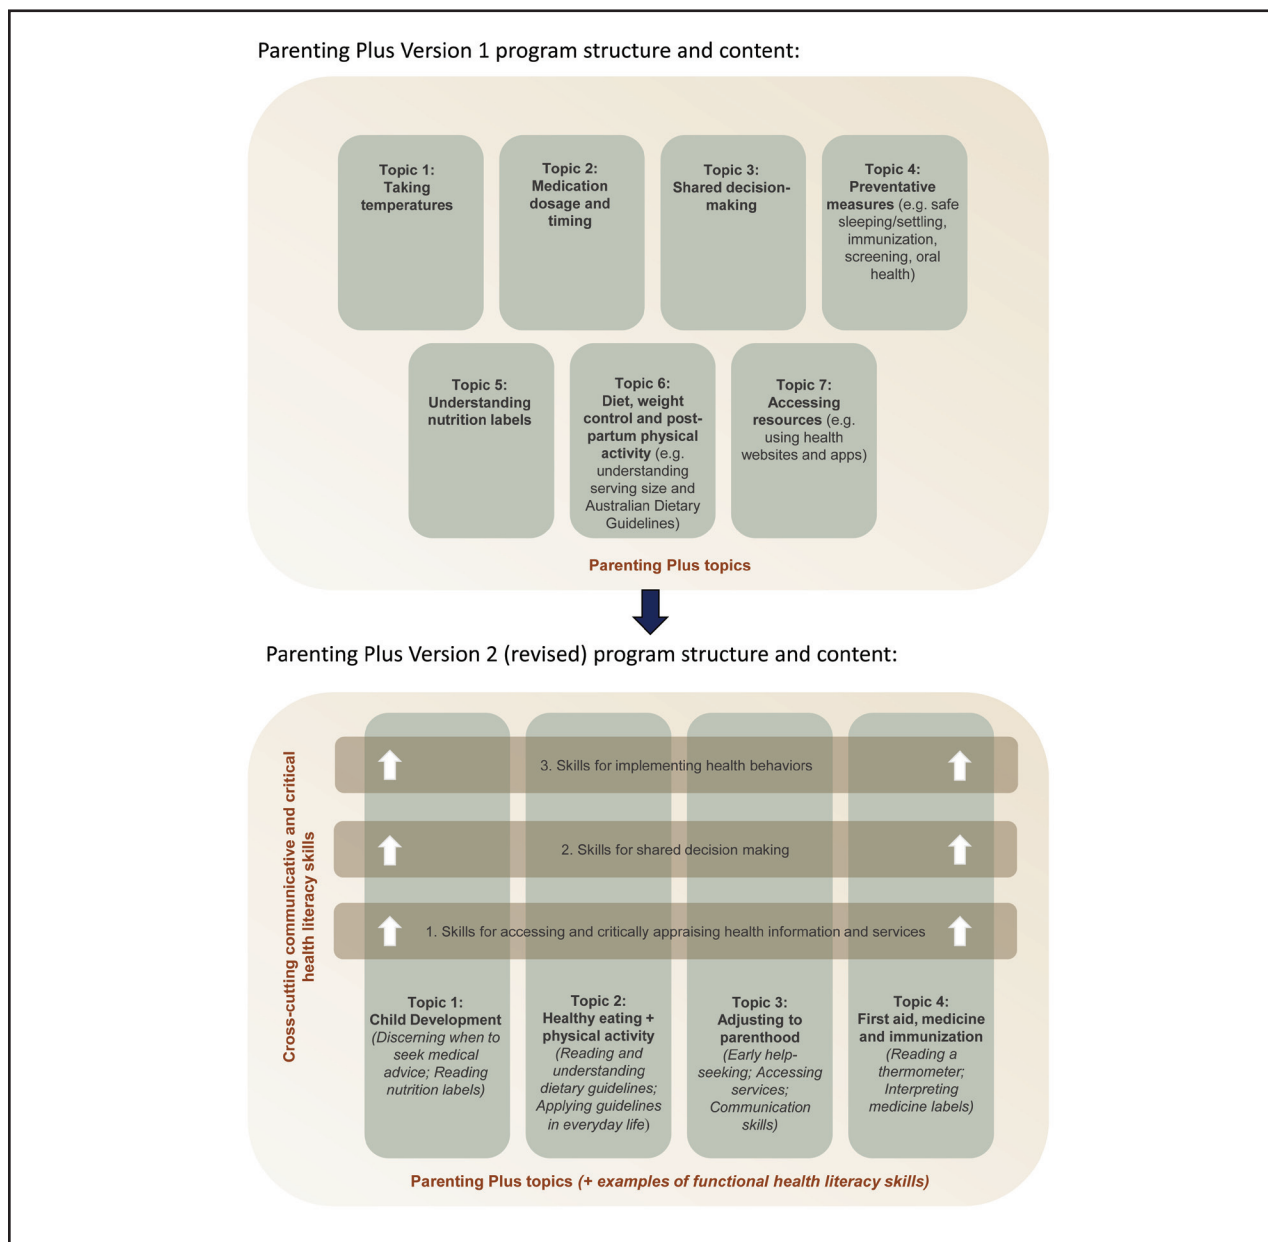 Parenting Plus Version 1 program structure and content:
Topic 1:
Taking
temperatures
Topic 2:
Medication
dosage and
timing
Topic 3:
Shared decision-
making
Topic 4:
Preventative
measures (e.g. safe
sleeping/settling,
immunization,
screening, oral
health)
Topic 5:
Understanding
nutrition labels
Topic 6:
Diet, weight
control and post-
partum physical
activity (e.g.
understanding
serving size and
Australian Dietary
Guidelines)
Topic 7:
Accessing
resources (e.g.
using health
websites and apps)
Parenting Plus topics
Parenting Plus Version 2 (revised) program structure and content:
Cross-cutting communicative and critical
health literacy skills
3. Skills for implementing health behaviors
2. Skills for shared decision making
1. Skills for accessing and critically appraising health information and services
Topic 1:
Child Development
(Discerning when to
seek medical
advice; Reading
nutrition labels)
Topic 2:
Healthy eating +
physical activity
(Reading and
understanding
dietary guidelines;
Applying guidelines
in everyday life)
Topic 3:
Adjusting to
parenthood
(Early help-
seeking; Accessing
services;
Communication
skills)
Topic 4:
First aid, medicine
and immunization
(Reading a
thermometer;
Interpreting
medicine labels)
Parenting Plus topics (+ examples of functional health literacy skills)